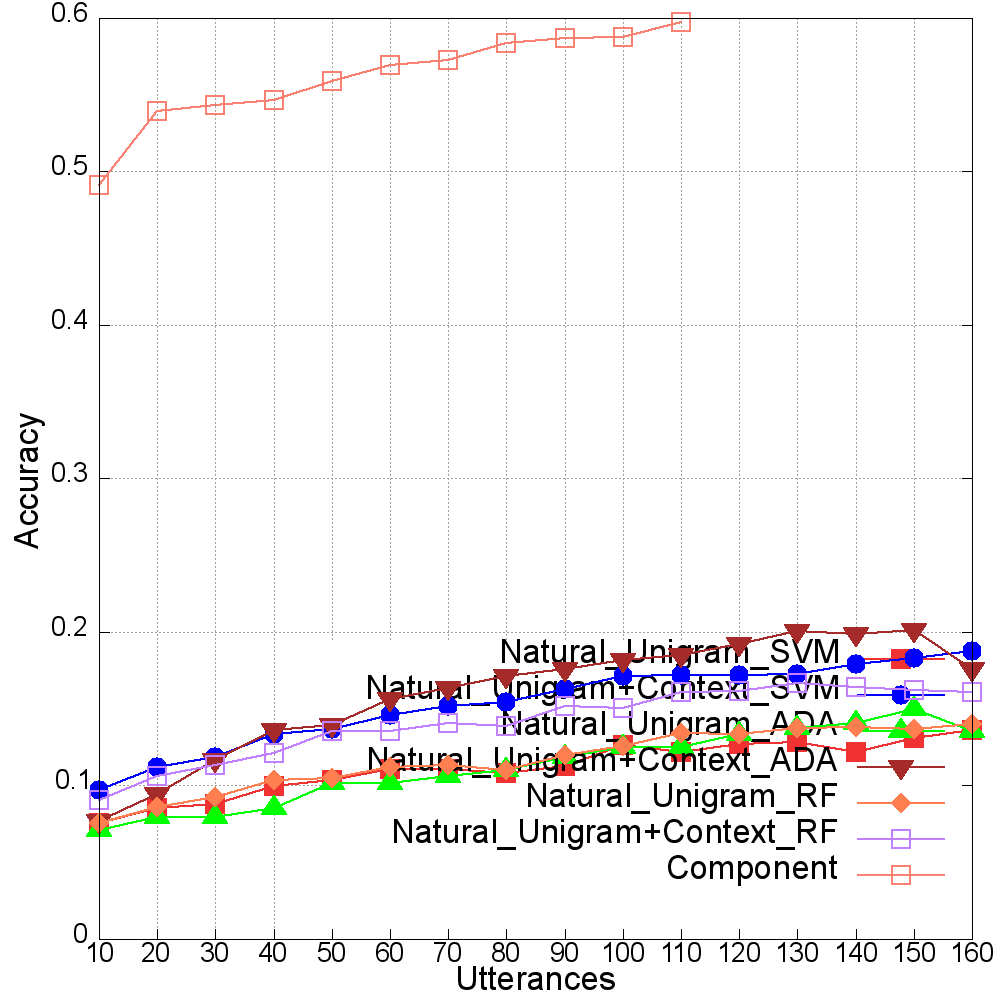 0.6
0.5
0.4
0.3
0.2
0.1
0
Accuracy
Natural_Unigram_SVM
Natural_Unigram+Context_SVM
Natural_Unigram_ADA
Natural_Unigram+Context_ADA
Natural_Unigram_RF
Natural_Unigram+Context_RF
Component
10 20 30 40 50 60 70 80 90 100 110 120 130 140 150 160
Utterances